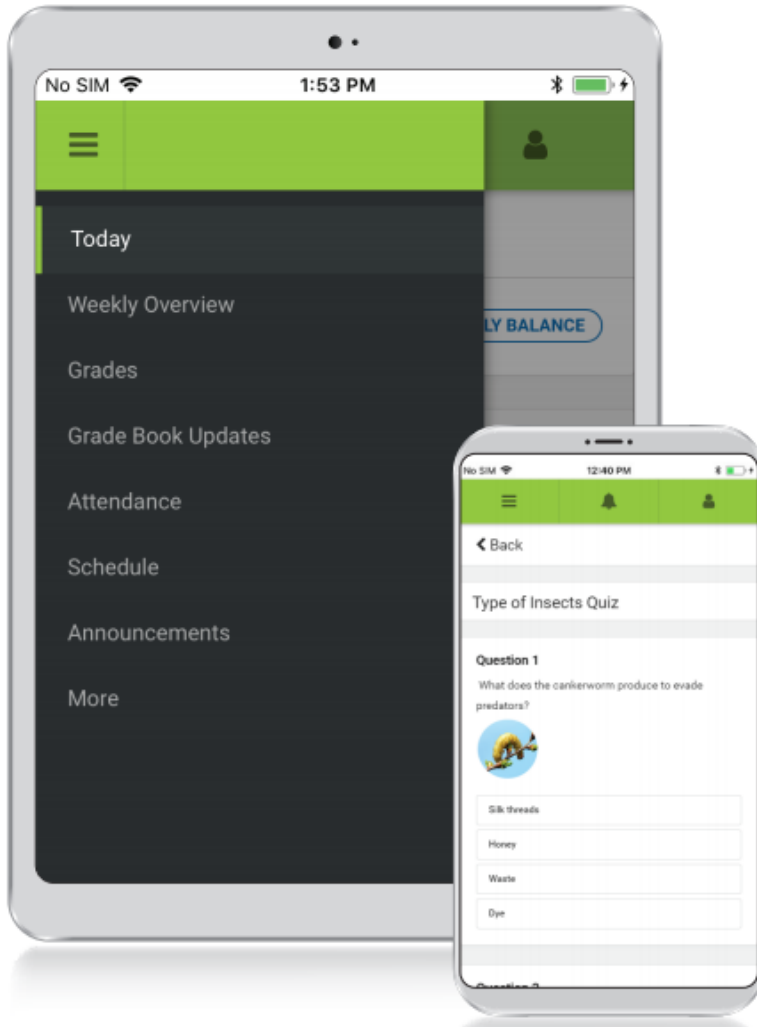 No SIM 1:53 PM
Today
Weekly Overview
LY BALANCE
Grades
Grade Book Updates
Attendance
Schedule
Announcements
More
No SIM 12:40 PM
Back
Type of Insects Quiz
Question 1
What does the cankerworm produce to evade
predators?
Silk threads
Honey
Waste
Dye